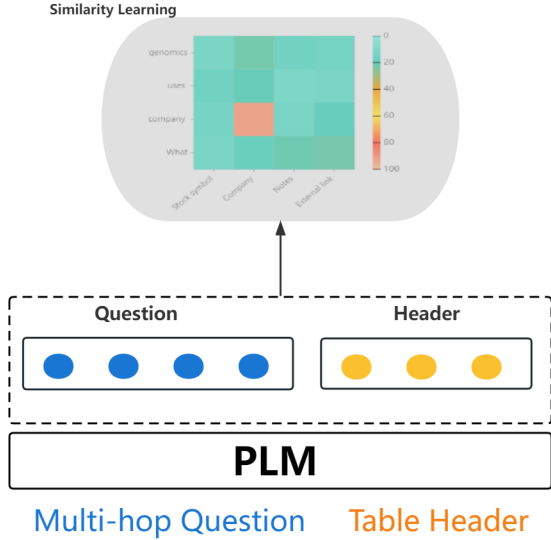 Similarity Learning
genomics
uses
company
What
Stock symbol
Company
Notes
External link
0
20
40
60
80
100
Question
Header
PLM
Multi-hop Question
Table Header